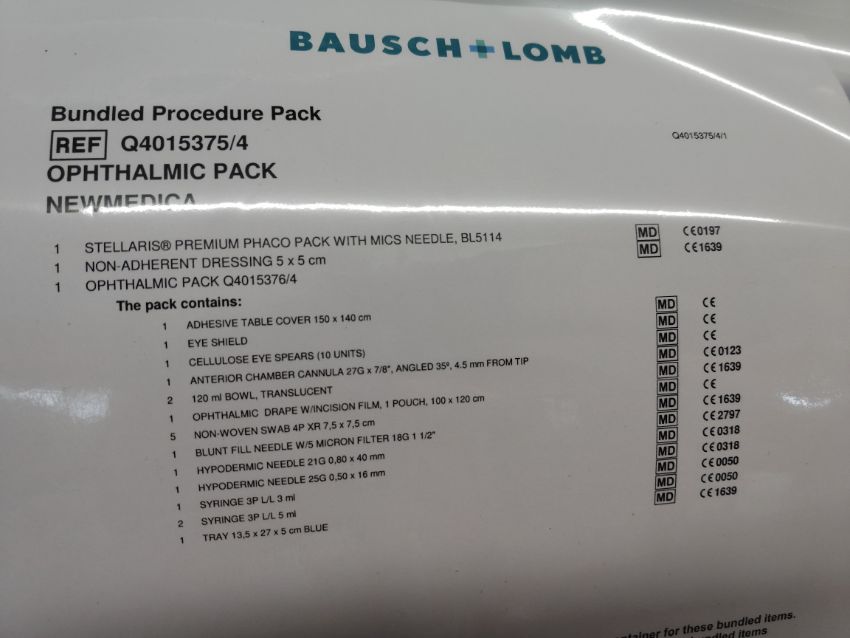 BAUSCH + LOMB
Bundled Procedure Pack
REF Q4015375/4
Q4015375/4/1
OPHTHALMIC PACK
NEWMEDICA
1 STELLARIS® PREMIUM PHACO PACK WITH MICS NEEDLE, BL5114 MD CE0197
1 NON-ADHERENT DRESSING 5 x 5 cm MD CE1639
1 OPHTHALMIC PACK Q4015376/4
The pack contains:
1 ADHESIVE TABLE COVER 150 x 140 cm MD CE
1 EYE SHIELD MD CE
1 CELLULOSE EYE SPEARS (10 UNITS) MD CE
1 ANTERIOR CHAMBER CANNULA 27G x 7/8", ANGLED 35º, 4.5 mm FROM TIP MD CE0123
2 120 ml BOWL, TRANSLUCENT MD CE1639
1 OPHTHALMIC DRAPE W/INCISION FILM, 1 POUCH, 100 x 120 cm MD CE
5 NON-WOVEN SWAB 4P XR 7,5 x 7,5 cm MD CE1639
1 BLUNT FILL NEEDLE W/5 MICRON FILTER 18G 1 1/2" MD CE2797
1 HYPODERMIC NEEDLE 21G 0,80 x 40 mm MD CE0318
1 HYPODERMIC NEEDLE 25G 0,50 x 16 mm MD CE0318
1 SYRINGE 3P L/L 3 ml MD CE0050
2 SYRINGE 3P L/L 5 ml MD CE0050
1 TRAY 13,5 x 27 x 5 cm BLUE MD CE1639
for these bundled items.
bundled items